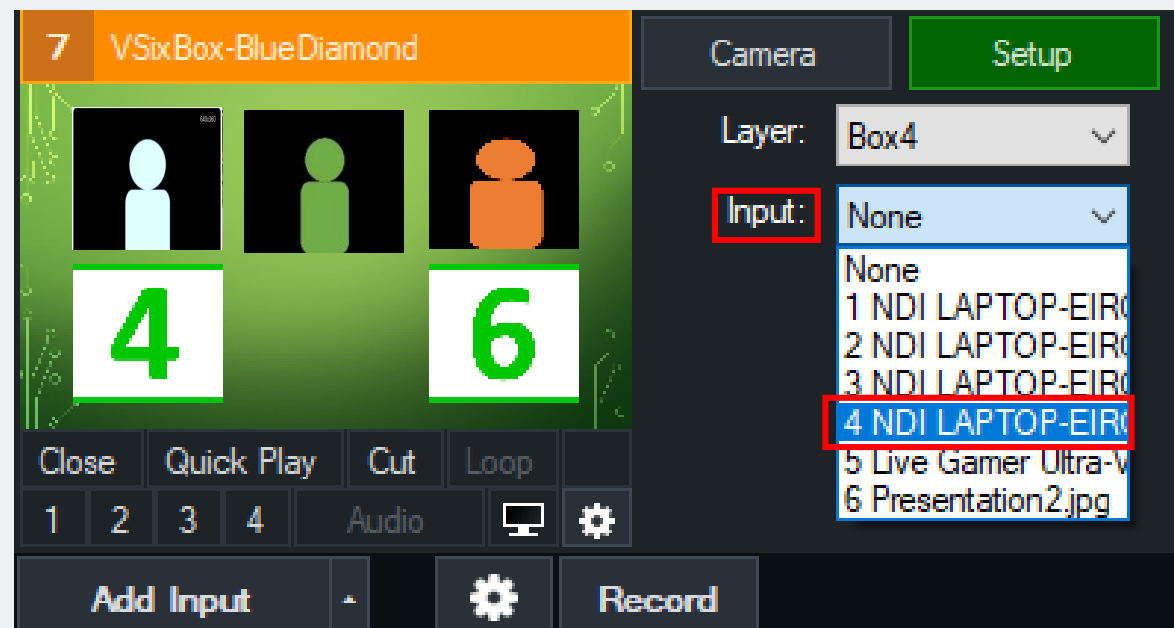 7 VSixBox-BlueDiamond
Camera Setup
Layer: Box4
Input: None
None
1 NDI LAPTOP-EIR
2 NDI LAPTOP-EIR
3 NDI LAPTOP-EIR
4 NDI LAPTOP-EIR
5 Live Gamer Ultra-V
6 Presentation2.jpg
4 6
Close Quick Play Cut Loop
1 2 3 4 Audio
Add Input Record